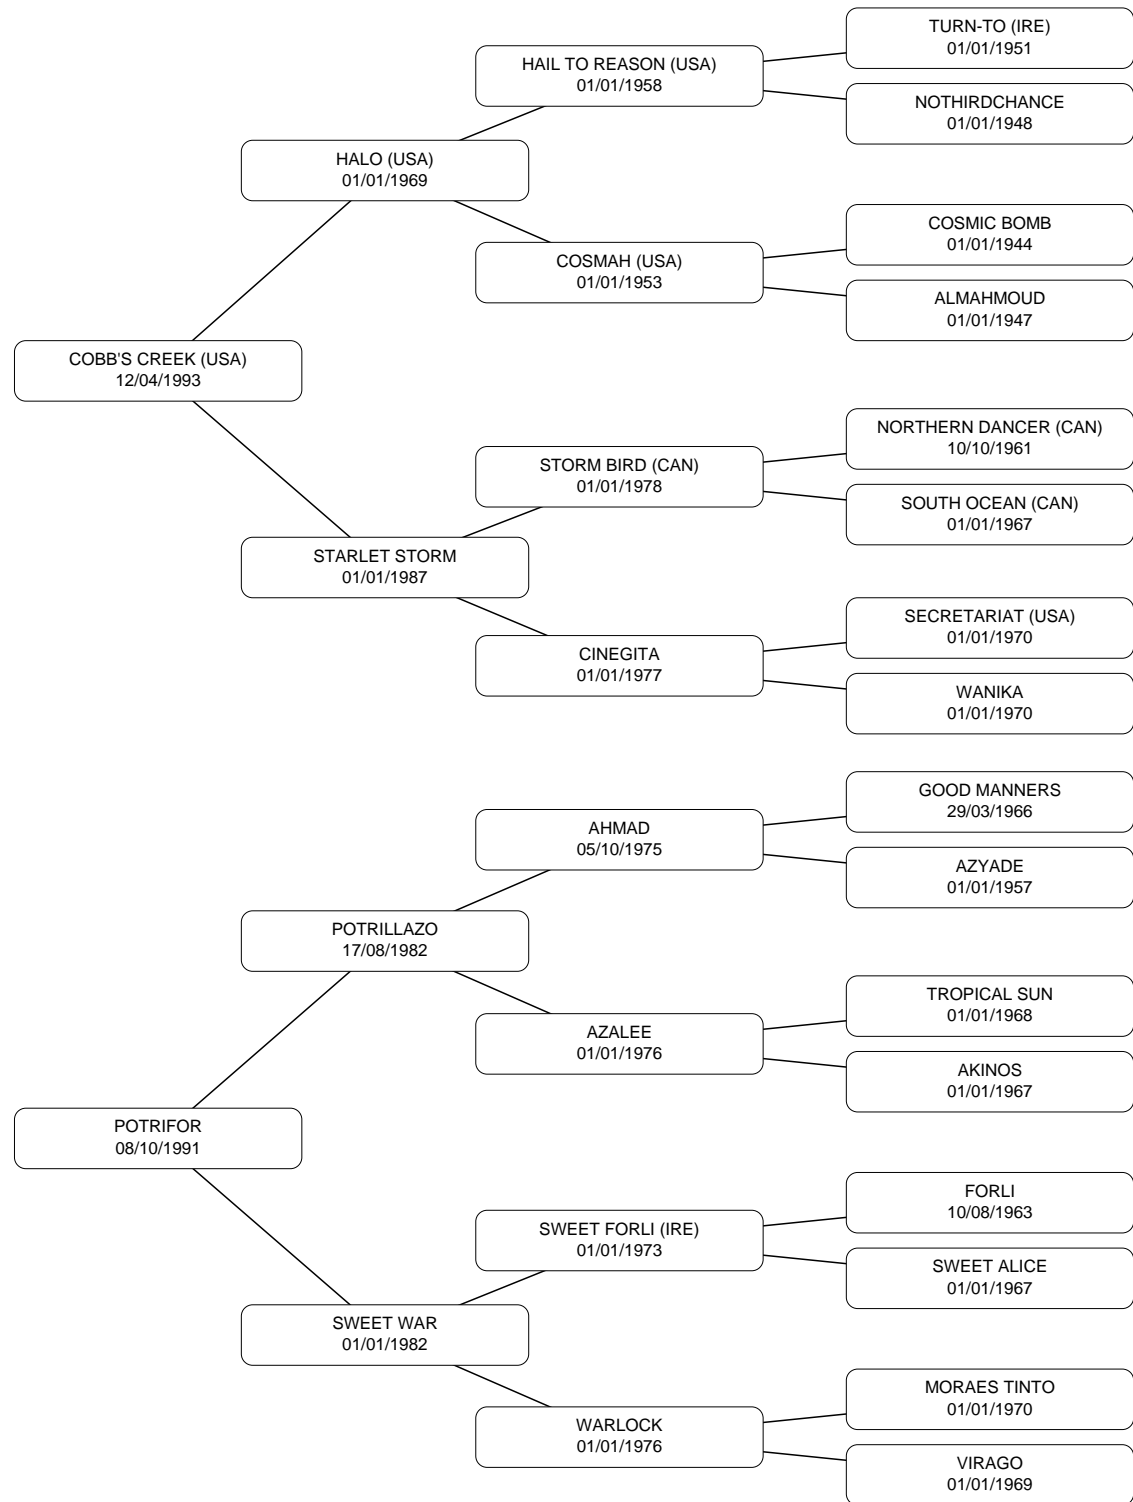 TURN-TO (IRE)
01/01/1951
HAIL TO REASON (USA)
01/01/1958
NOTHIRDCHANCE
01/01/1948
HALO (USA)
01/01/1969
COSMIC BOMB
01/01/1944
COSMAH (USA)
01/01/1953
ALMAHMOUD
01/01/1947
COBB'S CREEK (USA)
12/04/1993
NORTHERN DANCER (CAN)
10/10/1961
STORM BIRD (CAN)
01/01/1978
SOUTH OCEAN (CAN)
01/01/1967
STARLET STORM
01/01/1987
SECRETARIAT (USA)
01/01/1970
CINEGITA
01/01/1977
WANIKA
01/01/1970
GOOD MANNERS
29/03/1966
AHMAD
05/10/1975
AZYADE
01/01/1957
POTRILLAZO
17/08/1982
TROPICAL SUN
01/01/1968
AZALEE
01/01/1976
AKINOS
01/01/1967
POTRIFOR
08/10/1991
FORLI
10/08/1963
SWEET FORLI (IRE)
01/01/1973
SWEET ALICE
01/01/1967
SWEET WAR
01/01/1982
MORAES TINTO
01/01/1970
WARLOCK
01/01/1976
VIRAGO
01/01/1969